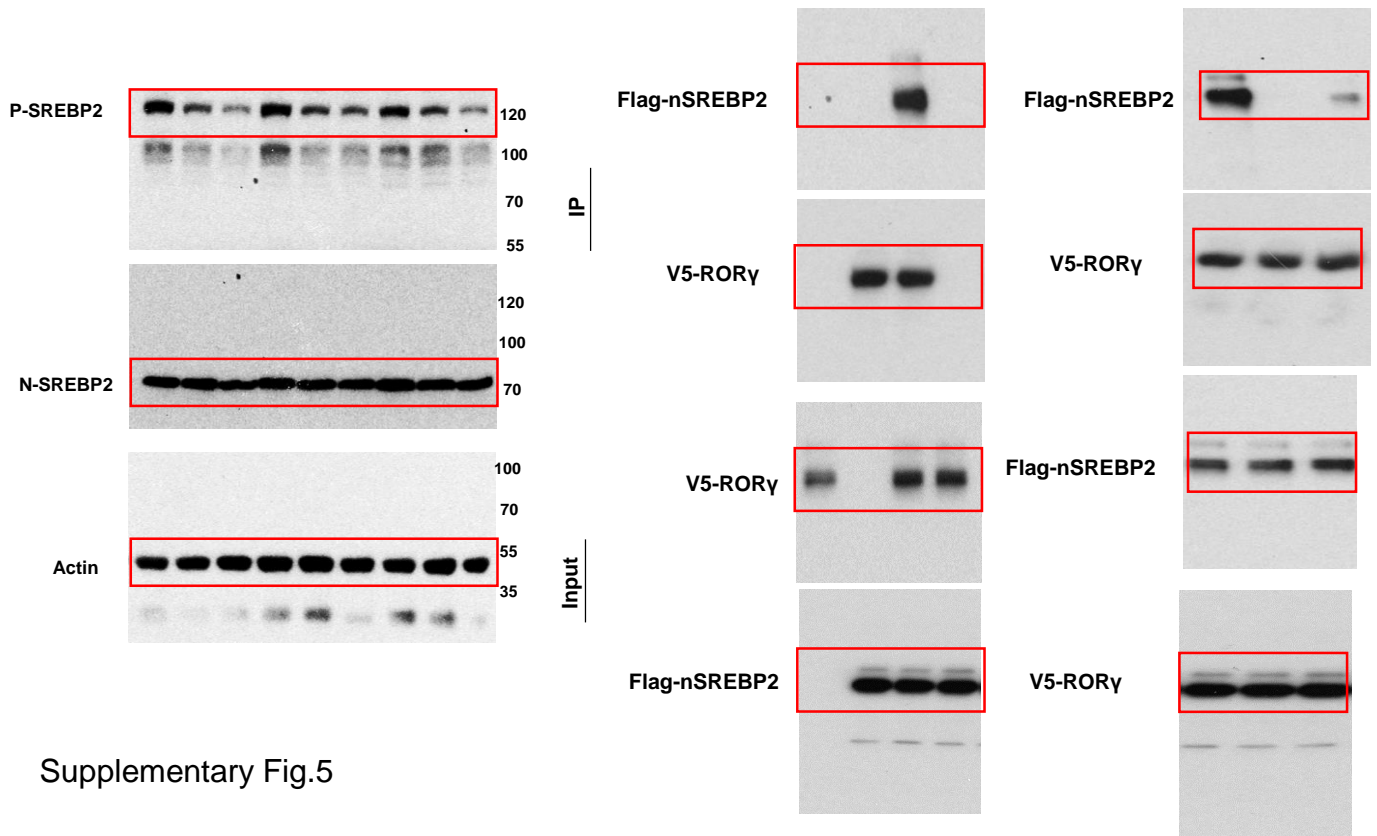 P-SREBP2
120
100
70
55
N-SREBP2
120
100
70
Actin
100
70
55
35
IP
Input
Flag-nSREBP2
V5-RORγ
V5-RORγ
Flag-nSREBP2
Flag-nSREBP2
V5-RORγ
Flag-nSREBP2
V5-RORγ
Supplementary Fig.5